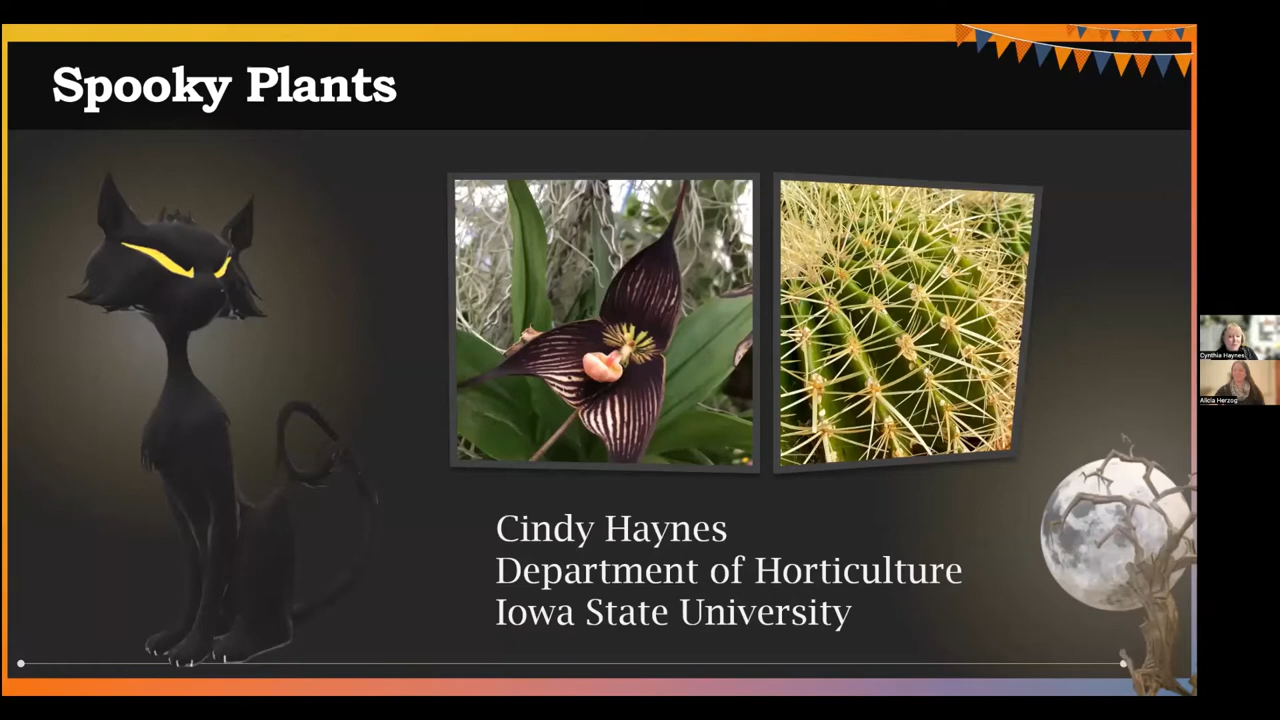 Spooky Plants
Cindy Haynes
Department of Horticulture
Iowa State University
Cynthia Haynes
Alicia Herzog